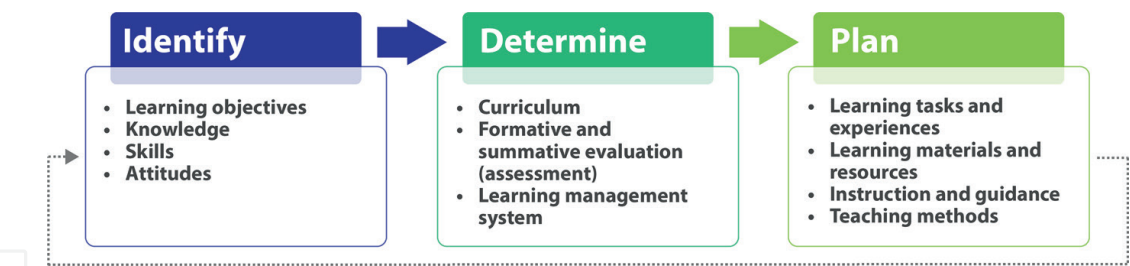 Identify
• Learning objectives
• Knowledge
• Skills
• Attitudes
Determine
• Curriculum
• Formative and
summative evaluation
(assessment)
• Learning management
system
Plan
• Learning tasks and
experiences
• Learning materials and
resources
• Instruction and guidance
• Teaching methods